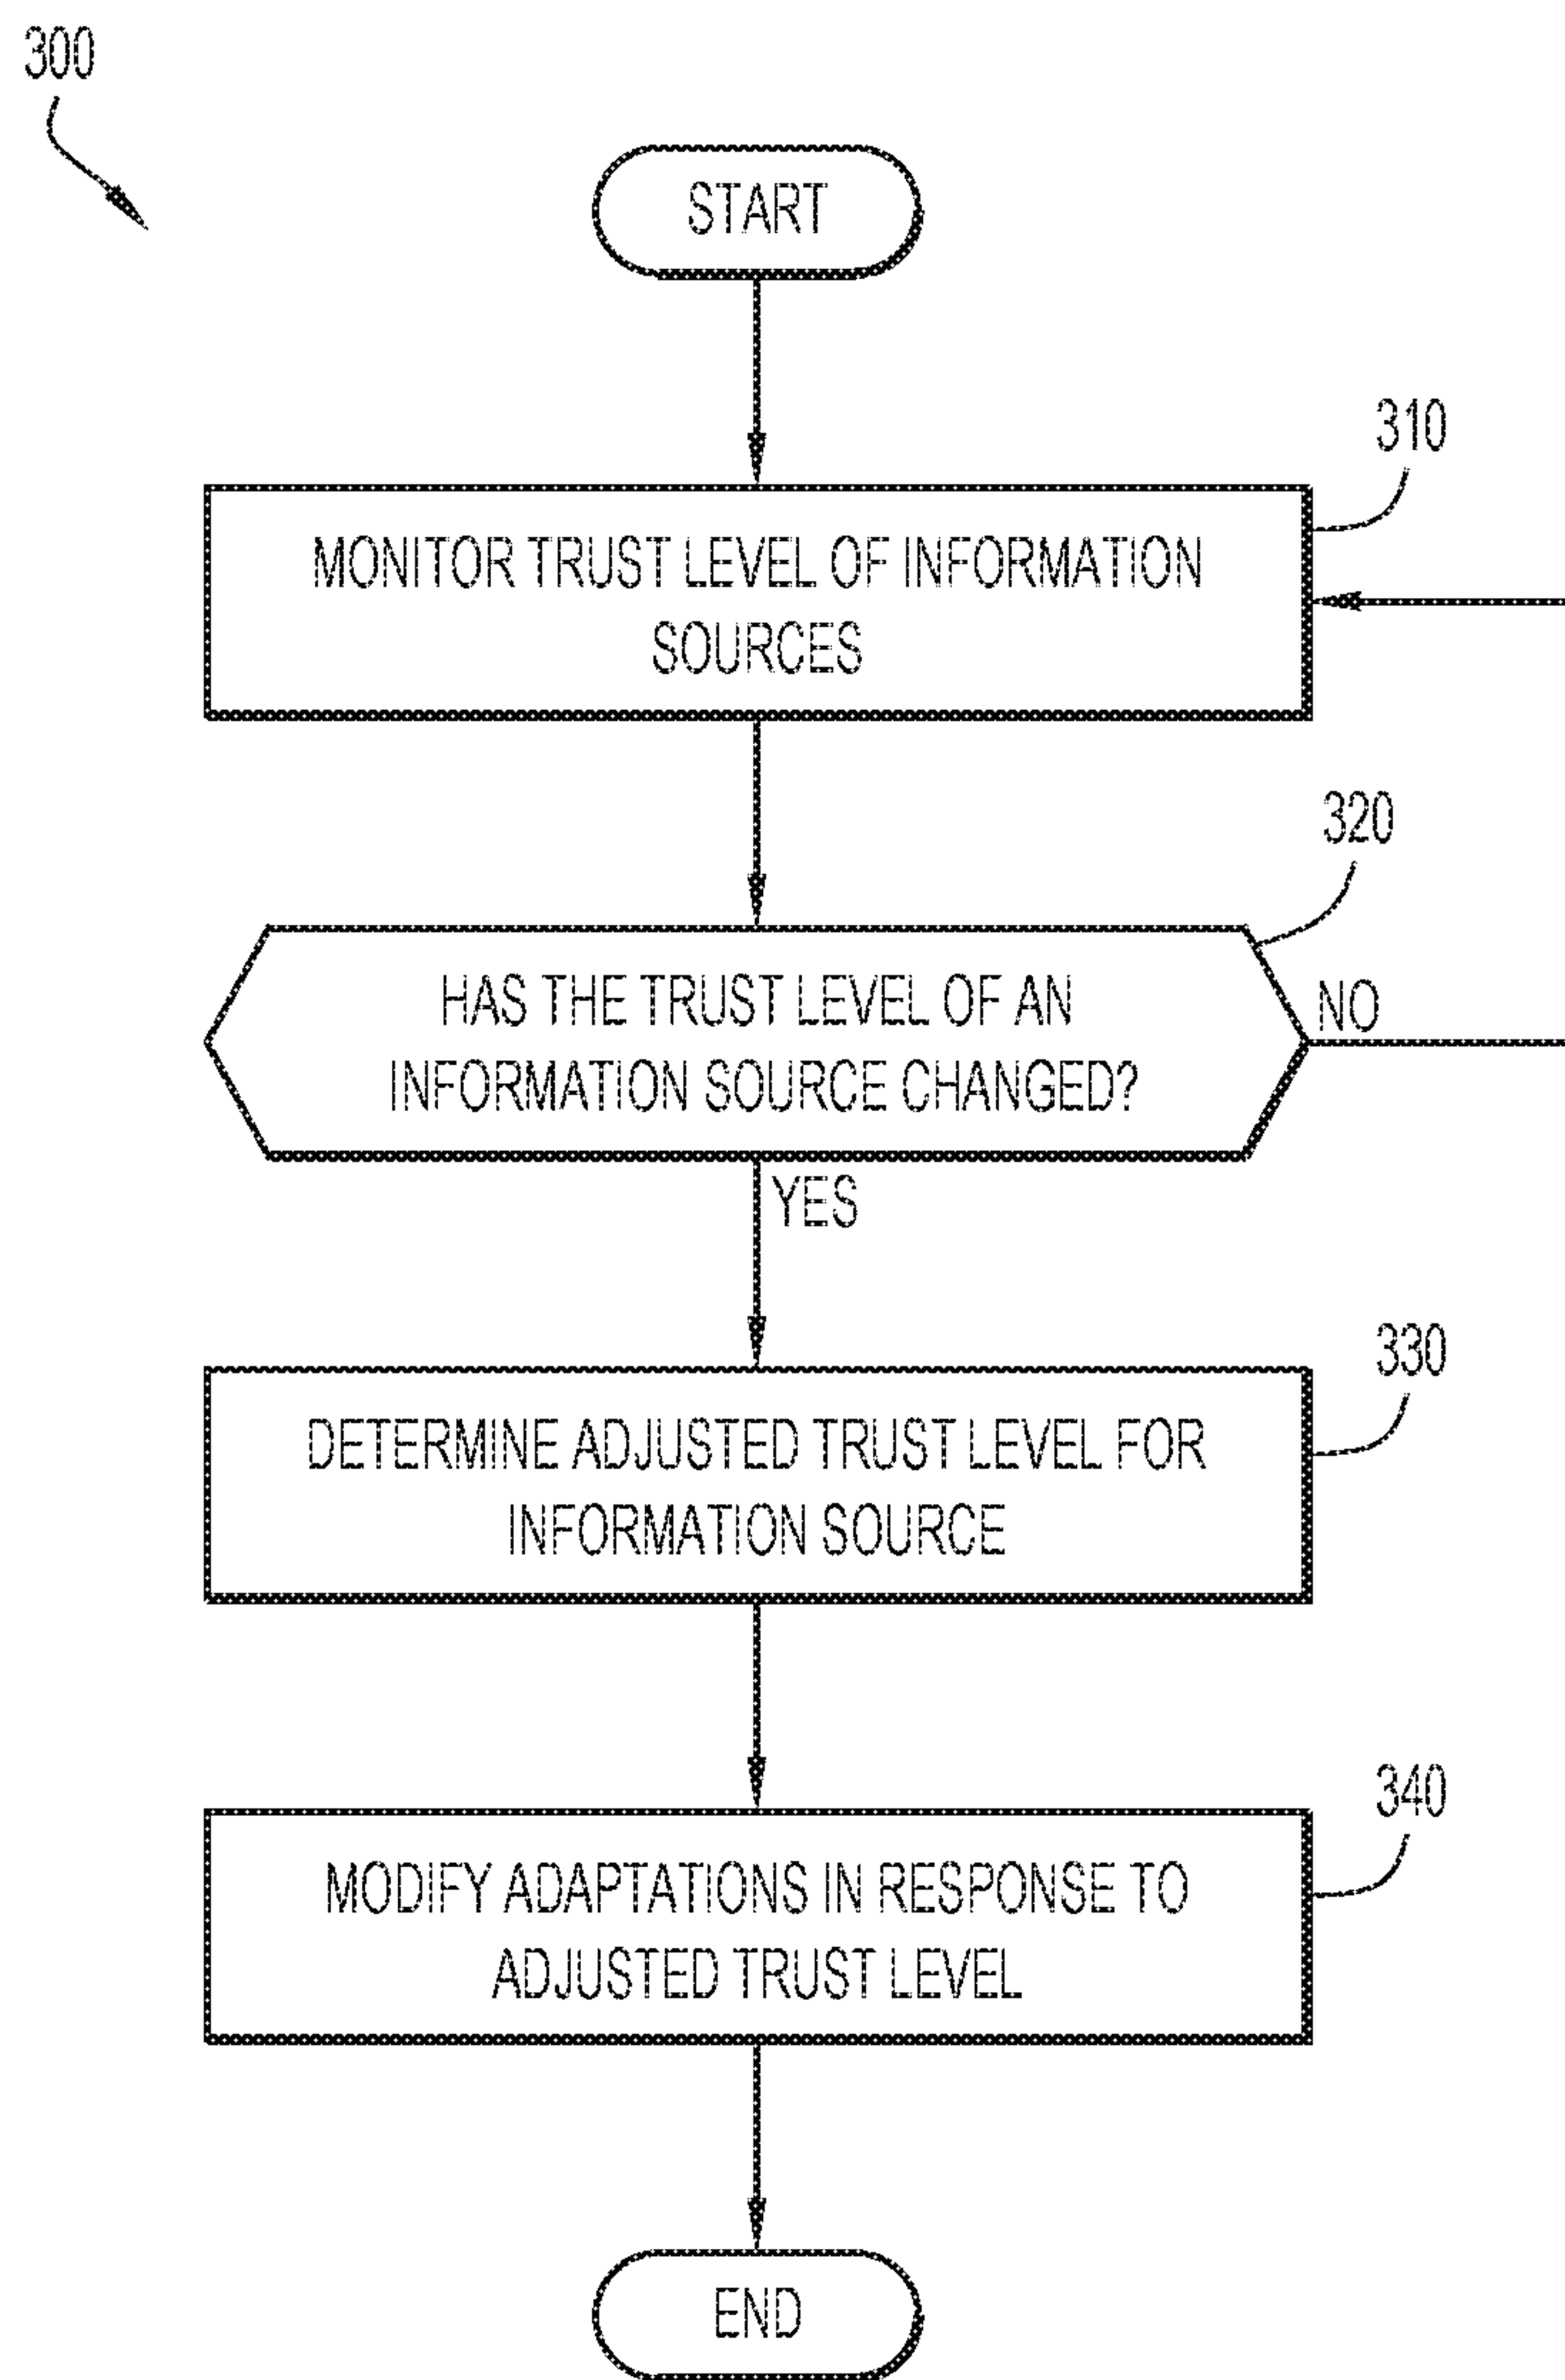 300
START
310
MONITOR TRUST LEVEL OF INFORMATION
SOURCES
320
HAS THE TRUST LEVEL OF AN
INFORMATION SOURCE CHANGED?
NO
YES
330
DETERMINE ADJUSTED TRUST LEVEL FOR
INFORMATION SOURCE
340
MODIFY ADAPTATIONS IN RESPONSE TO
ADJUSTED TRUST LEVEL
END